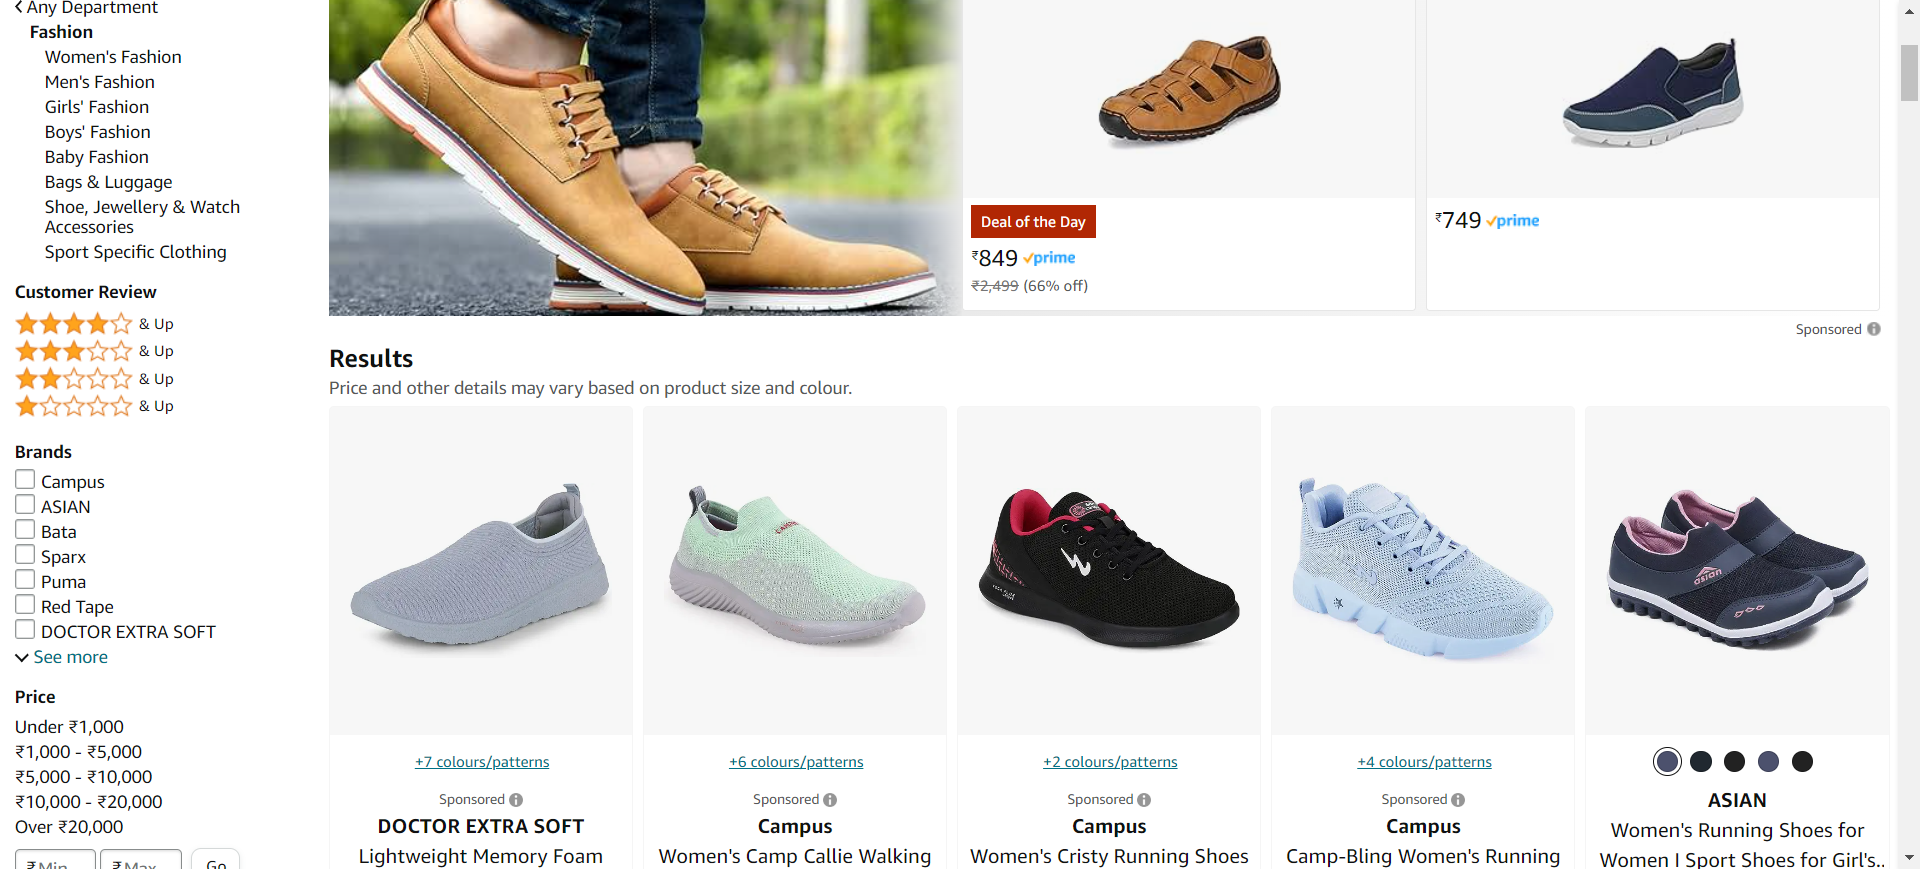 Any Department
Fashion
Women's Fashion
Men's Fashion
Girls' Fashion
Boys' Fashion
Baby Fashion
Bags & Luggage
Shoe, Jewellery & Watch
Accessories
Sport Specific Clothing
Customer Review
& Up
& Up
& Up
& Up
Brands
Campus
ASIAN
Bata
Sparx
Puma
Red Tape
DOCTOR EXTRA SOFT
See more
Price
Under ₹1,000
₹1,000 - ₹5,000
₹5,000 - ₹10,000
₹10,000 - ₹20,000
Over ₹20,000
₹ Min
₹ Max
Go
Deal of the Day
₹849 prime
₹2,499 (66% off)
₹749 prime
Sponsored
Results
Price and other details may vary based on product size and colour.
+7 colours/patterns
Sponsored
DOCTOR EXTRA SOFT
Lightweight Memory Foam
+6 colours/patterns
Sponsored
Campus
Women's Camp Callie Walking
+2 colours/patterns
Sponsored
Campus
Women's Cristy Running Shoes
+4 colours/patterns
Sponsored
Campus
Camp-Bling Women's Running
asian
ASIAN
Women's Running Shoes for
Women I Sport Shoes for Girl's..